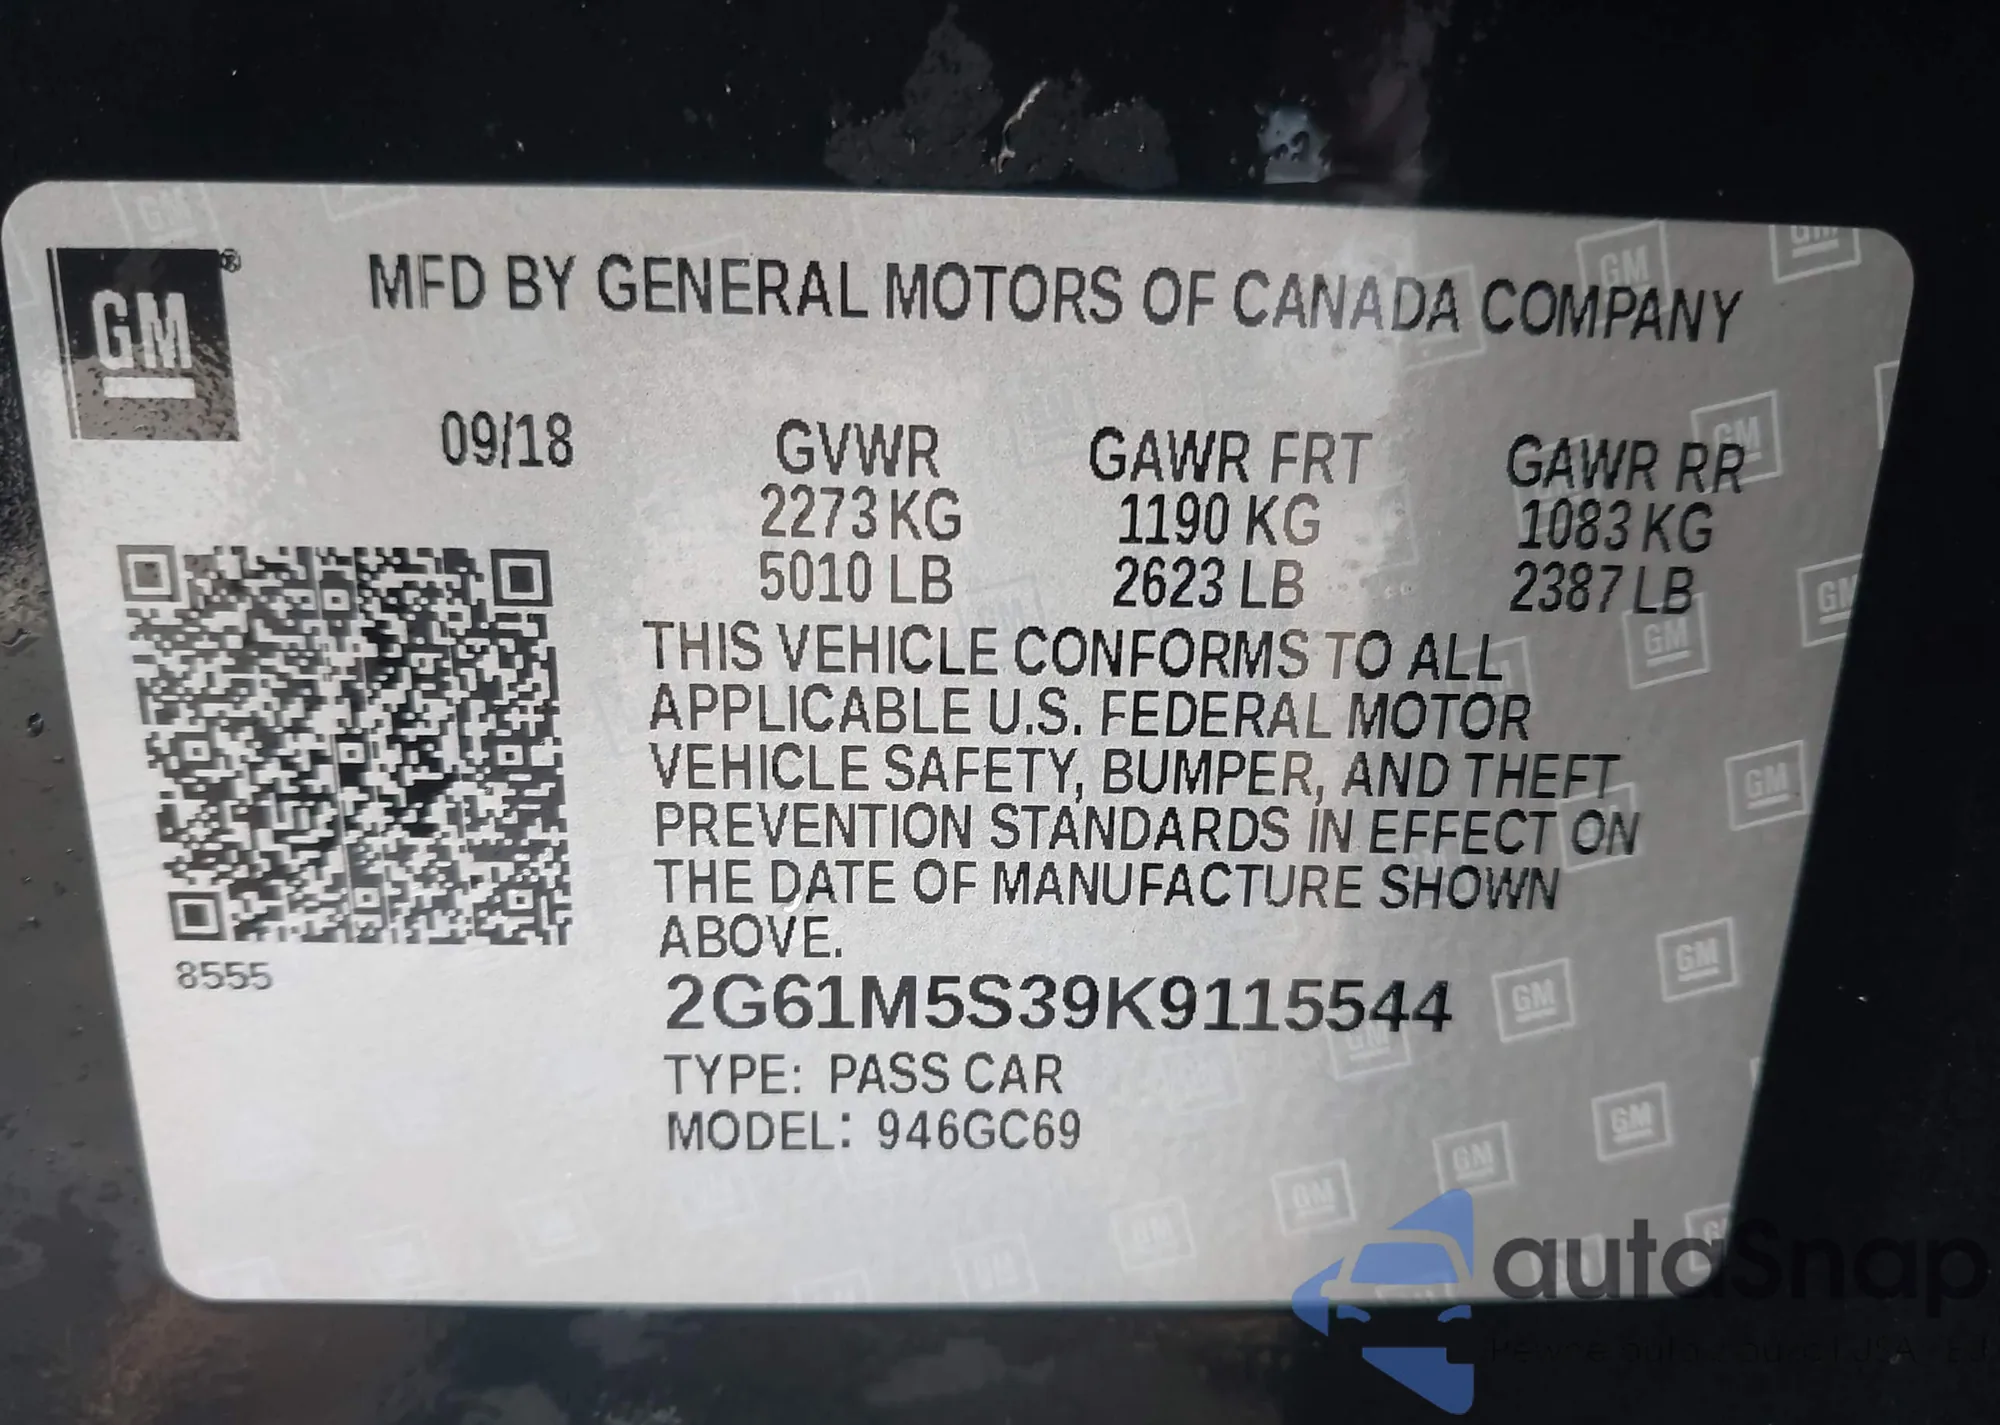 GM®
MFD BY GENERAL MOTORS OF CANADA COMPANY
09/18
GVWR GAWR FRT GAWR RR
2273 KG 1190 KG 1083 KG
5010 LB 2623 LB 2387 LB
THIS VEHICLE CONFORMS TO ALL
APPLICABLE U.S. FEDERAL MOTOR
VEHICLE SAFETY, BUMPER, AND THEFT
PREVENTION STANDARDS IN EFFECT ON
THE DATE OF MANUFACTURE SHOWN
ABOVE.
8555
2G61M5S39K9115544
TYPE: PASS CAR
MODEL: 946GC69
autaSnap
Pewne auta z